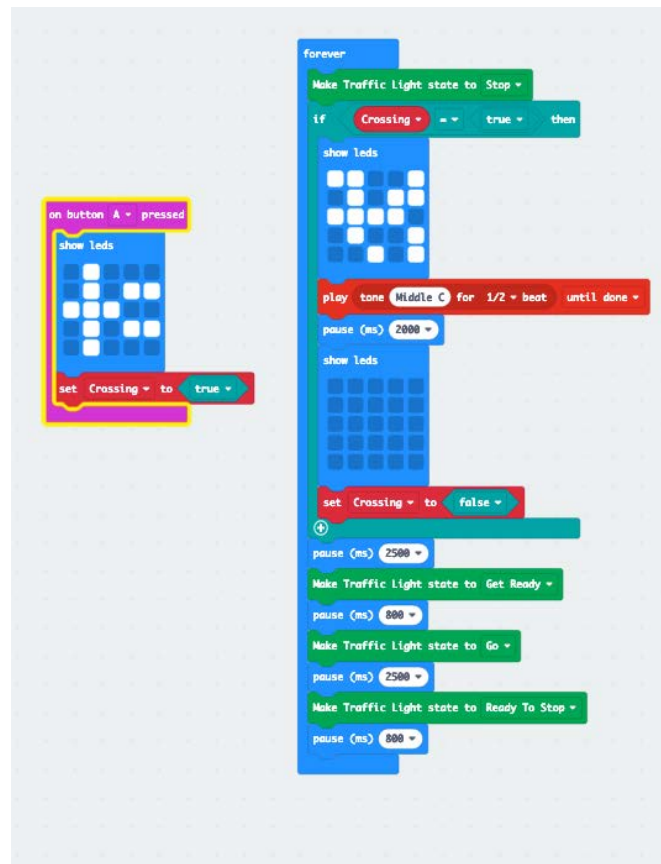 on button A pressed
show leds
set Crossing to true
forever
Make Traffic Light state to Stop
if Crossing = true then
show leds
play tone Middle C for 1/2 beat until done
pause (ms) 2000
show leds
set Crossing to false
pause (ms) 2500
Make Traffic Light state to Get Ready
pause (ms) 800
Make Traffic Light state to Go
pause (ms) 2500
Make Traffic Light state to Ready To Stop
pause (ms) 800